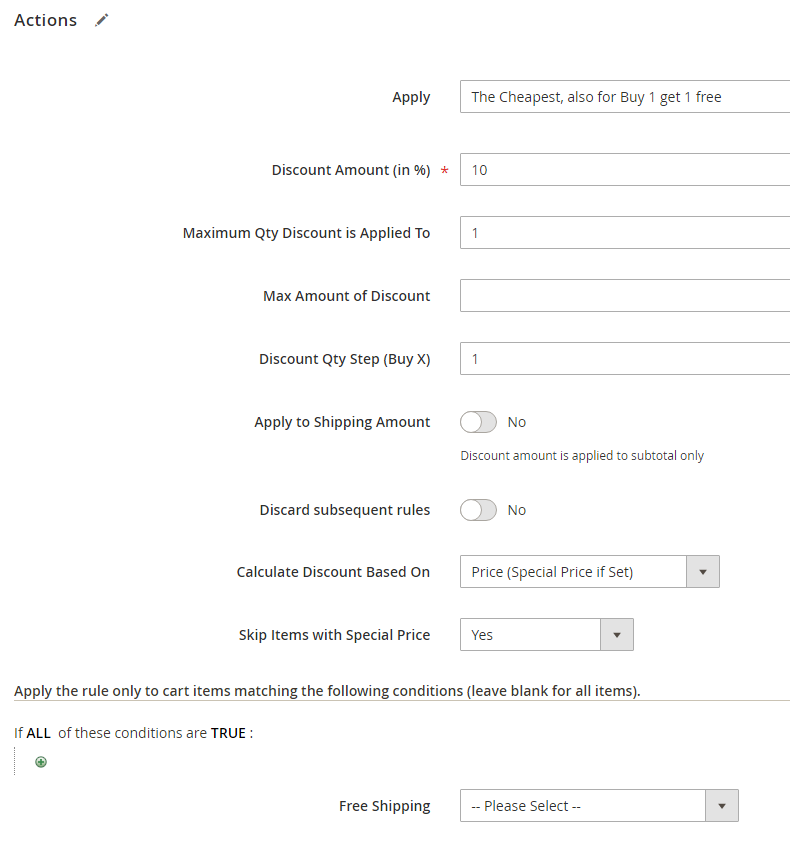 Actions
Apply The Cheapest, also for Buy 1 get 1 free
Discount Amount (in %) * 10
Maximum Qty Discount is Applied To 1
Max Amount of Discount
Discount Qty Step (Buy X) 1
Apply to Shipping Amount No
Discount amount is applied to subtotal only
Discard subsequent rules No
Calculate Discount Based On Price (Special Price if Set)
Skip Items with Special Price Yes
Apply the rule only to cart items matching the following conditions (leave blank for all items).
If ALL of these conditions are TRUE :
Free Shipping -- Please Select --